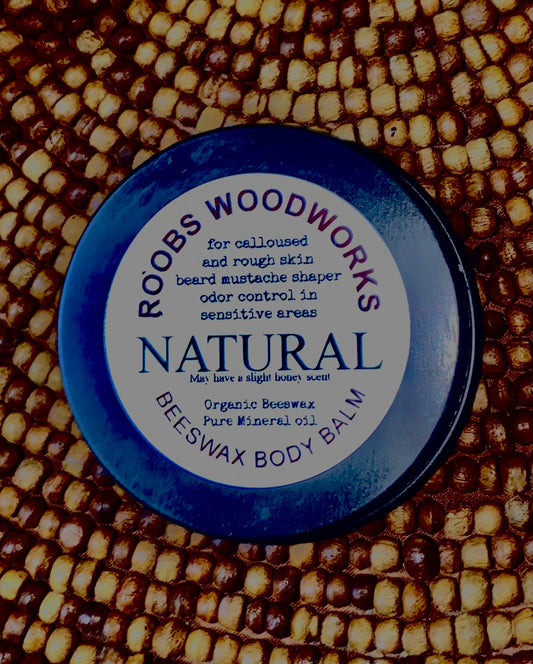 ROOBS WOODWORKS
for calloused
and rough skin
beard mustache shaper
odor control in
sensitive areas
NATURAL
May have a slight honey scent
Organic Beeswax
Pure Mineral oil
BEESWAX BODY BALM